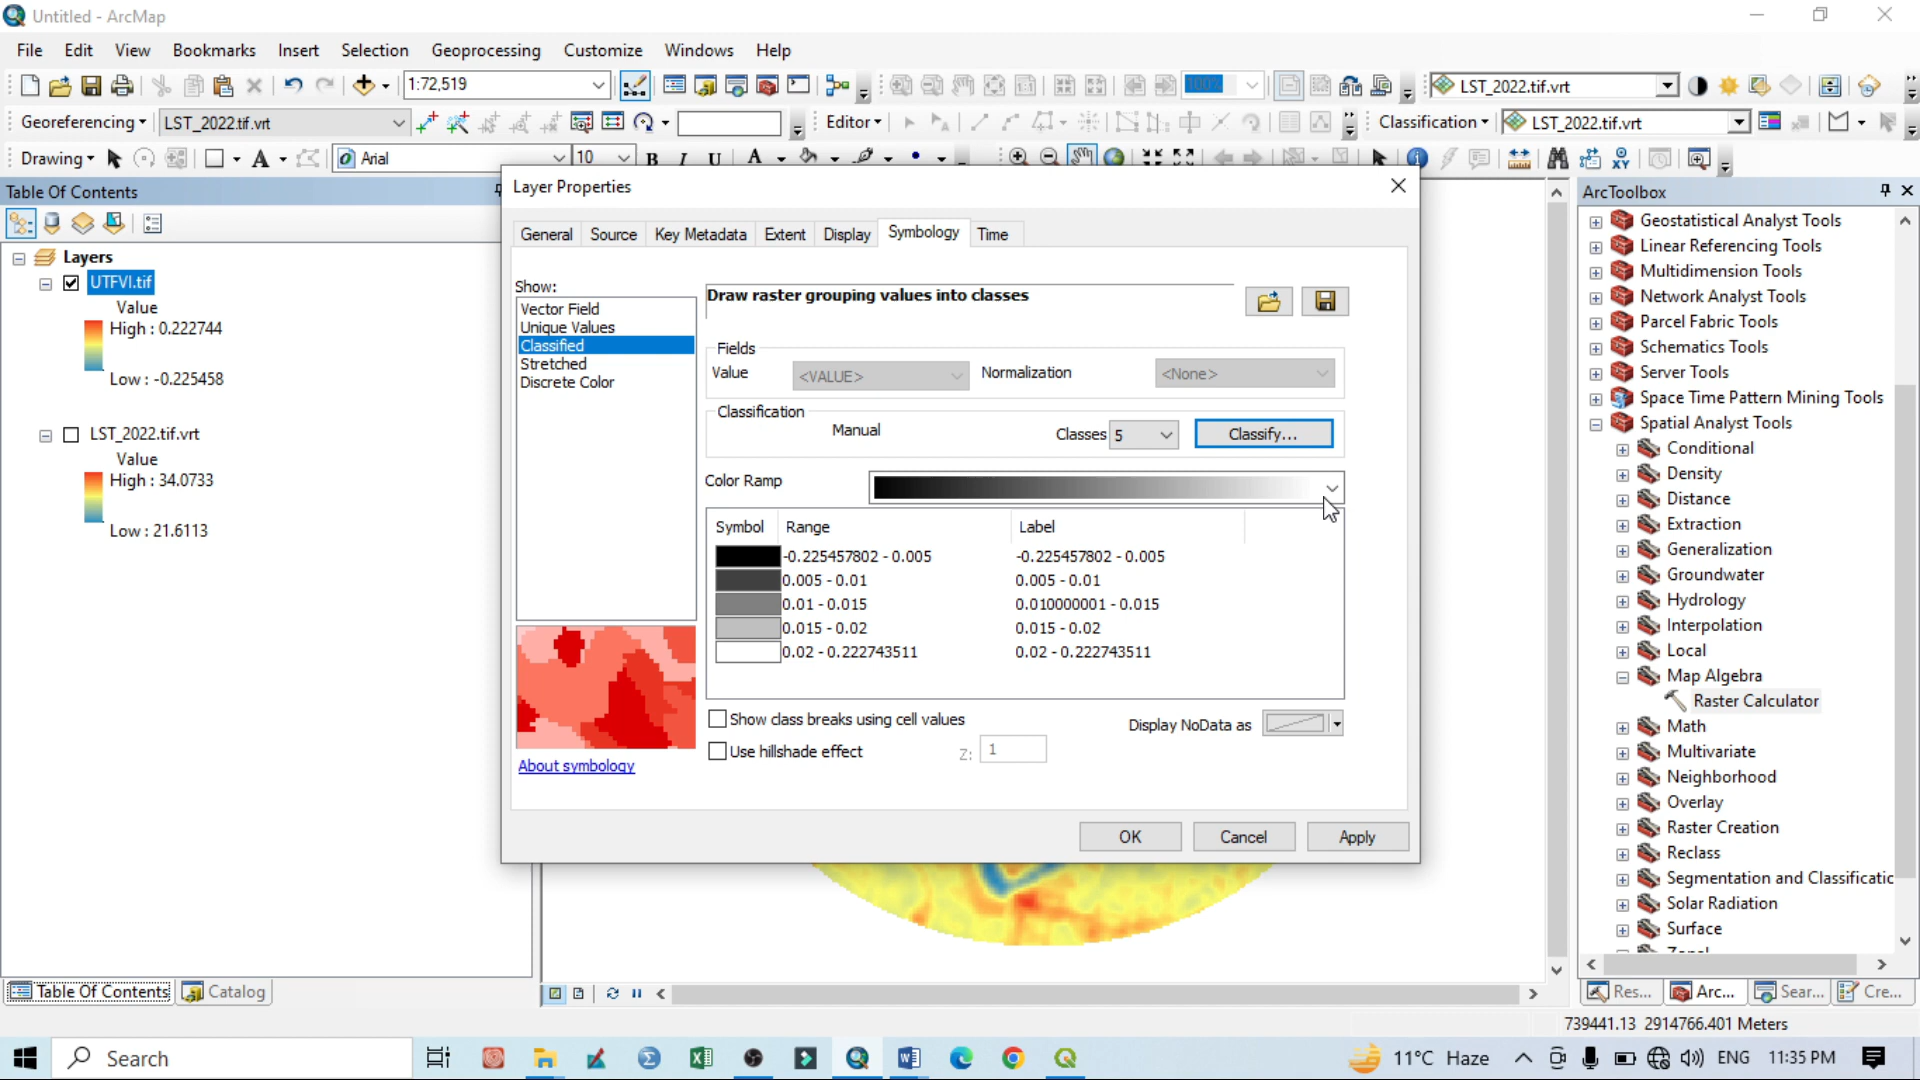 Untitled - ArcMap
File Edit View Bookmarks Insert Selection Geoprocessing Customize Windows Help
1:72,519 100% LST_2022.tif.vrt
Georeferencing LST_2022.tif.vrt Editor Classification LST_2022.tif.vrt
Drawing A Arial 10 B I U A
Table Of Contents
Layers
UTFVI.tif
Value
High : 0.222744
Low : -0.225458
LST_2022.tif.vrt
Value
High : 34.0733
Low : 21.6113
Table Of Contents Catalog
Layer Properties
General Source Key Metadata Extent Display Symbology Time
Show:
Vector Field
Unique Values
Classified
Stretched
Discrete Color
About symbology
Draw raster grouping values into classes
Fields
Value <VALUE> Normalization <None>
Classification
Manual Classes 5 Classify...
Color Ramp
Symbol Range Label
-0.225457802 - 0.005 -0.225457802 - 0.005
0.005 - 0.01 0.005 - 0.01
0.01 - 0.015 0.010000001 - 0.015
0.015 - 0.02 0.015 - 0.02
0.02 - 0.222743511 0.02 - 0.222743511
Show class breaks using cell values Display NoData as
Use hillshade effect Z: 1
OK Cancel Apply
ArcToolbox
Geostatistical Analyst Tools
Linear Referencing Tools
Multidimension Tools
Network Analyst Tools
Parcel Fabric Tools
Schematics Tools
Server Tools
Space Time Pattern Mining Tools
Spatial Analyst Tools
Conditional
Density
Distance
Extraction
Generalization
Groundwater
Hydrology
Interpolation
Local
Map Algebra
Raster Calculator
Math
Multivariate
Neighborhood
Overlay
Raster Creation
Reclass
Segmentation and Classificatic
Solar Radiation
Surface
Res... Arc... Sear... Cre...
739441.13 2914766.401 Meters
Search 11°C Haze ENG 11:35 PM